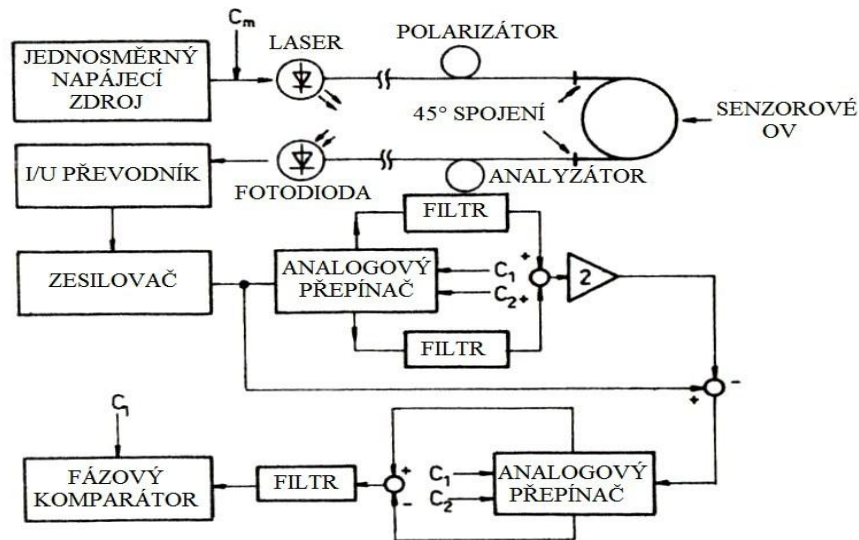 Cm
LASER
POLARIZÁTOR
JEDNOSMĚRNÝ
NAPÁJECÍ
ZDROJ
45° SPOJENÍ
SENZOROVÉ
OV
I/U PŘEVODNÍK
FOTODIODA
ANALYZÁTOR
FILTR
ZESILOVAČ
ANALOGOVÝ
PŘEPÍNAČ
C1
C2
+
+
2
FILTR
-
+
C1
FÁZOVÝ
KOMPARÁTOR
FILTR
+
-
C1
C2
ANALOGOVÝ
PŘEPÍNAČ